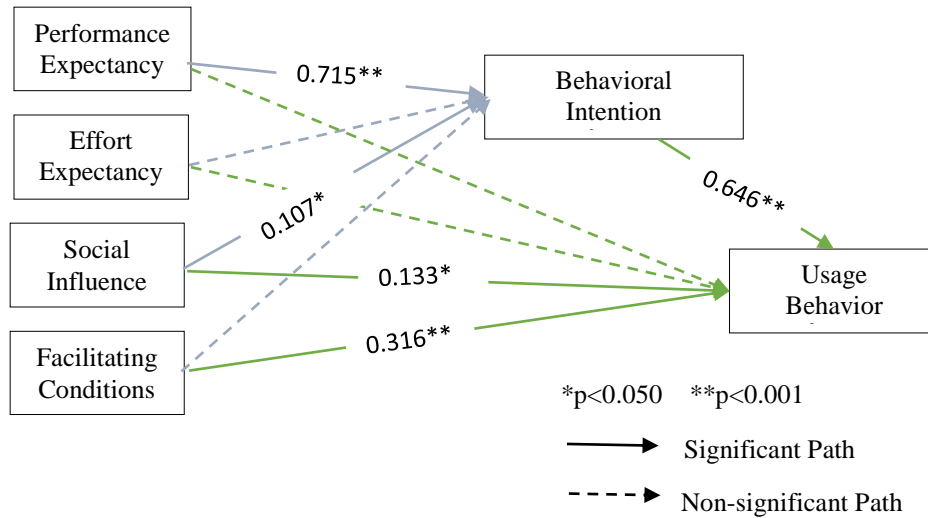 Performance
Expectancy
0.715**
Behavioral
Intention
Effort
Expectancy
0.646**
0.107*
Social
Influence
0.133*
Usage
Behavior
0.316**
Facilitating
Conditions
*p<0.050 **p<0.001
Significant Path
Non-significant Path